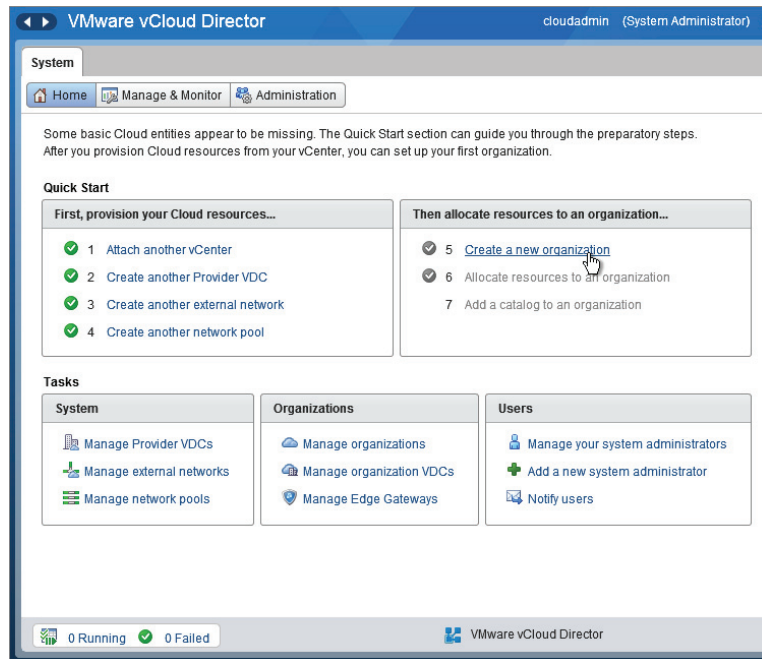 VMware vCloud Director
cloudadmin (System Administrator)
System
Home
Manage & Monitor
Administration
Some basic Cloud entities appear to be missing. The Quick Start section can guide you through the preparatory steps.
After you provision Cloud resources from your vCenter, you can set up your first organization.
Quick Start
First, provision your Cloud resources...
1 Attach another vCenter
2 Create another Provider VDC
3 Create another external network
4 Create another network pool
Then allocate resources to an organization...
5 Create a new organization
6 Allocate resources to an organization
7 Add a catalog to an organization
Tasks
System
Manage Provider VDCs
Manage external networks
Manage network pools
Organizations
Manage organizations
Manage organization VDCs
Manage Edge Gateways
Users
Manage your system administrators
Add a new system administrator
Notify users
0 Running
0 Failed
VMware vCloud Director